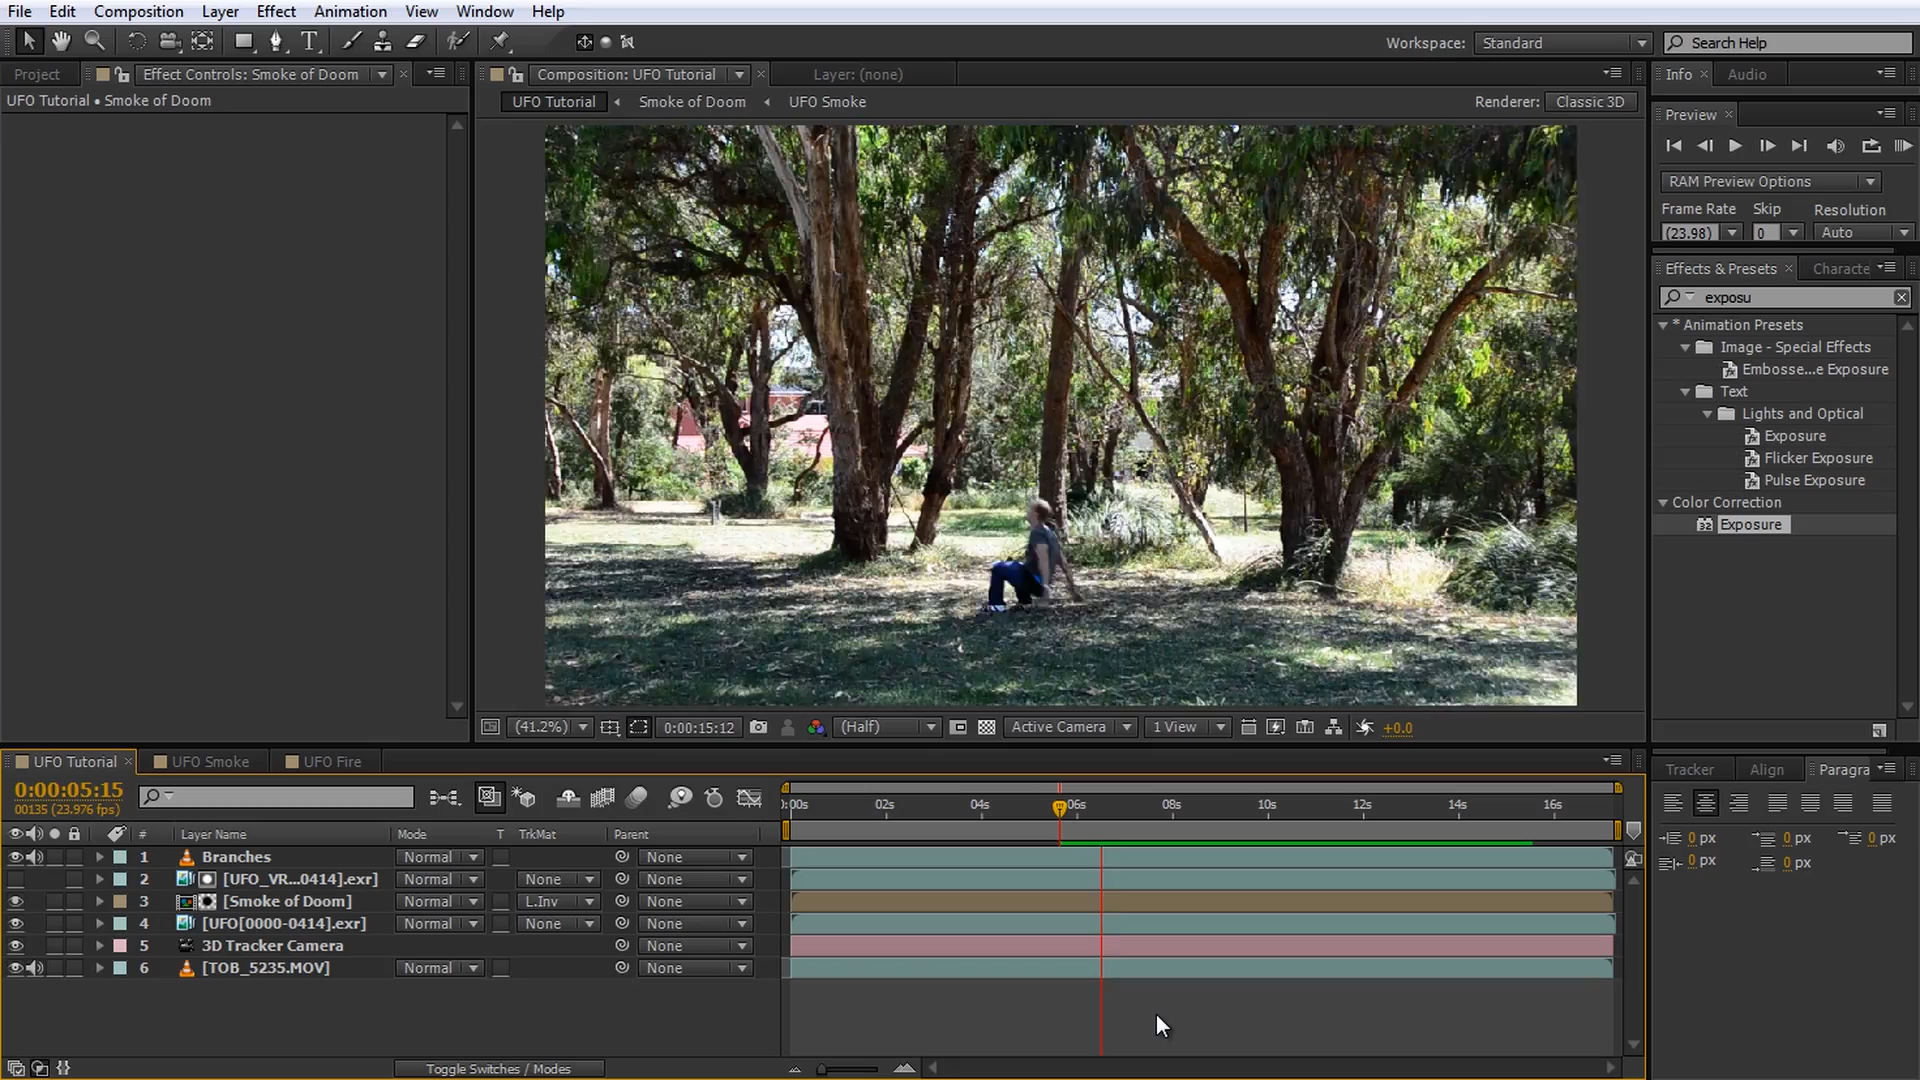 File Edit Composition Layer Effect Animation View Window Help
Workspace: Standard Search Help
Project Effect Controls: Smoke of Doom Composition: UFO Tutorial Layer: (none) Info Audio
UFO Tutorial • Smoke of Doom
UFO Tutorial Smoke of Doom UFO Smoke Renderer: Classic 3D
Preview
RAM Preview Options
Frame Rate Skip Resolution
(23.98) 0 Auto
Effects & Presets Characte
exposu
* Animation Presets
Image - Special Effects
Embosse...e Exposure
Text
Lights and Optical
Exposure
Flicker Exposure
Pulse Exposure
Color Correction
32 Exposure
(41.2%) 0:00:15:12 (Half) Active Camera 1 View +0.0
UFO Tutorial UFO Smoke UFO Fire
Tracker Align Paragra
0:00:05:15
00135 (23.976 fps)
:00s 02s 04s 06s 08s 10s 12s 14s 16s
# Layer Name Mode T TrkMat Parent
1 Branches Normal None
2 [UFO_VR...0414].exr] Normal None None
3 [Smoke of Doom] Normal L.Inv None
4 [UFO[0000-0414].exr] Normal None None
5 3D Tracker Camera None
6 [TOB_5235.MOV] Normal None
0 px 0 px 0 px
0 px 0 px
Toggle Switches / Modes